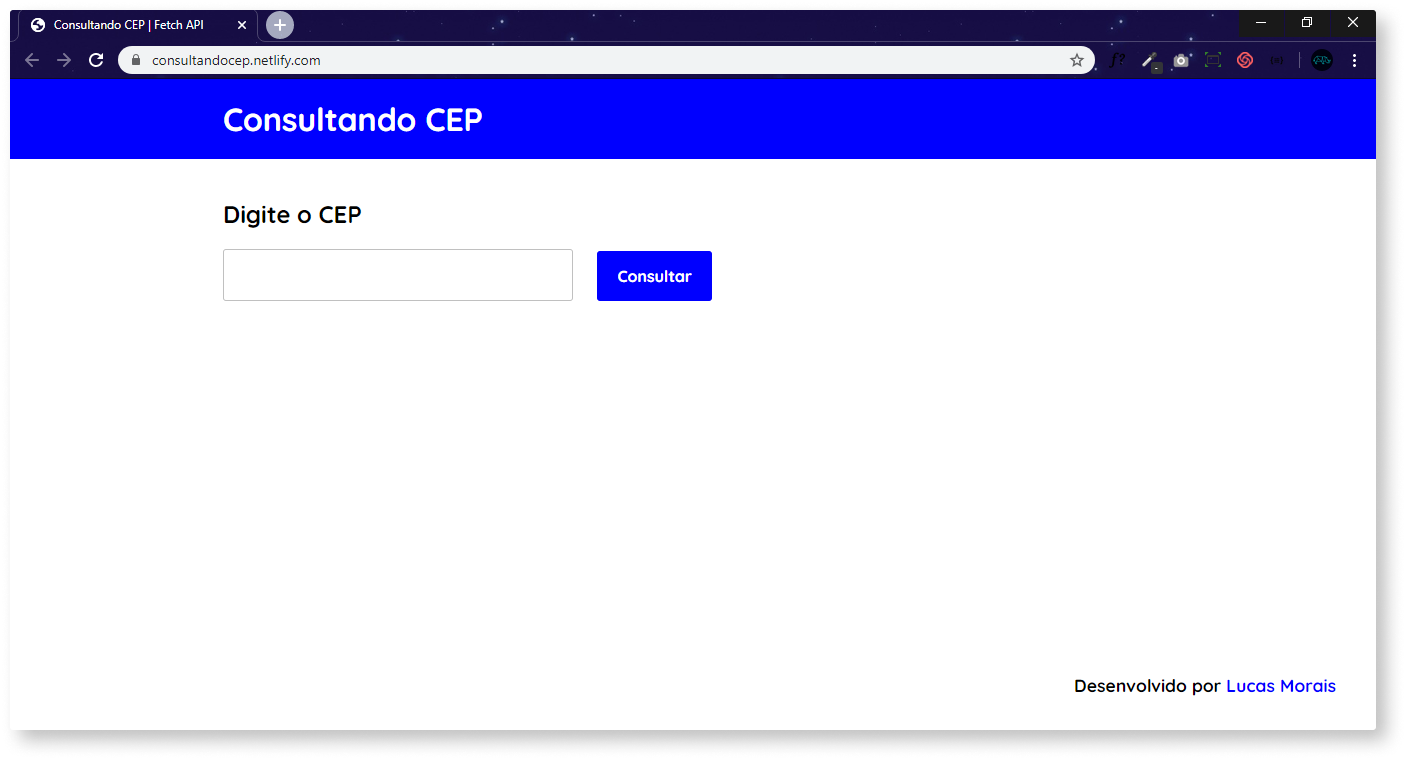 Consultando CEP | Fetch API
consultandocep.netlify.com
Consultando CEP
Digite o CEP
Consultar
Desenvolvido por Lucas Morais